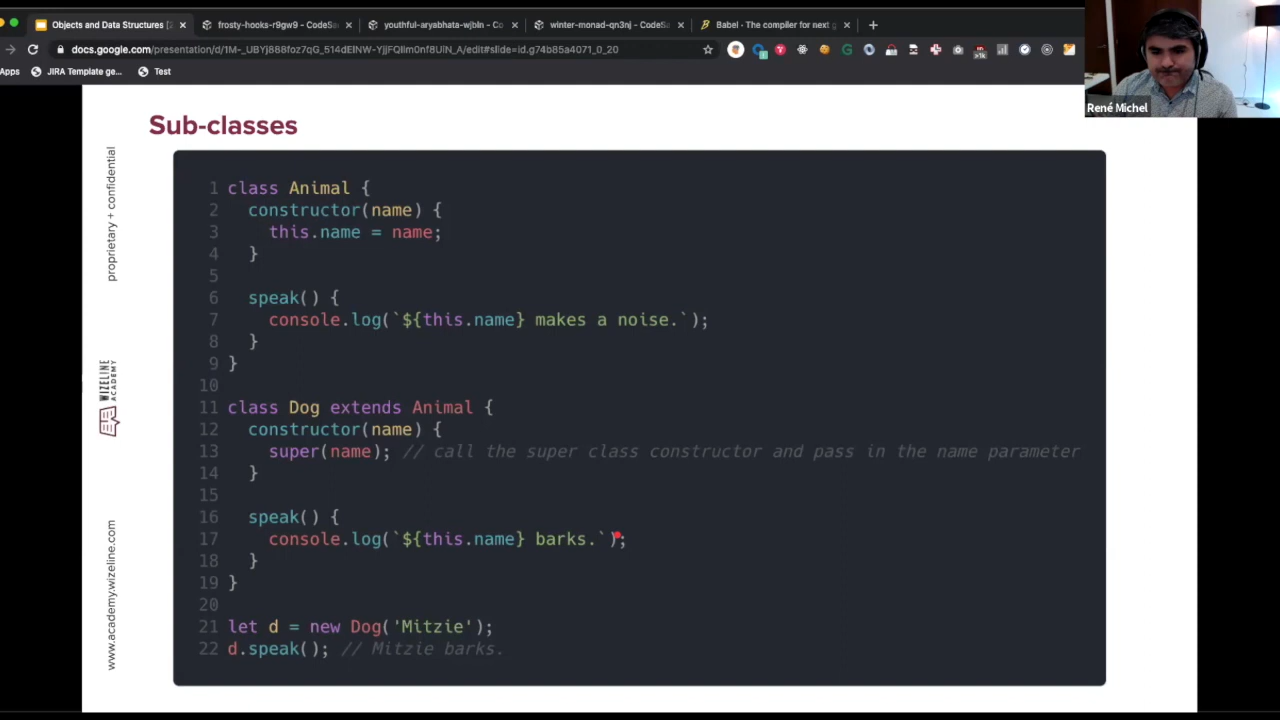 Objects and Data Structures [
frosty-hooks-r9gw9 - CodeSa
youthful-aryabhata-wjbln - Co
winter-monad-qn3nj - CodeSa
Babel · The compiler for next g
docs.google.com/presentation/d/1M-_UBYj888foz7qG_514dEINW-YjjFQIim0nf8UiN_A/edit#slide=id.g74b85a4071_0_20
Apps
JIRA Template ge...
Test
René Michel
Sub-classes
proprietary + confidential
WIZELINE
ACADEMY
www.academy.wizeline.com
1 class Animal {
2 constructor(name) {
3 this.name = name;
4 }
5
6 speak() {
7 console.log(`${this.name} makes a noise.`);
8 }
9 }
10
11 class Dog extends Animal {
12 constructor(name) {
13 super(name); // call the super class constructor and pass in the name parameter
14 }
15
16 speak() {
17 console.log(`${this.name} barks.`);
18 }
19 }
20
21 let d = new Dog('Mitzie');
22 d.speak(); // Mitzie barks.